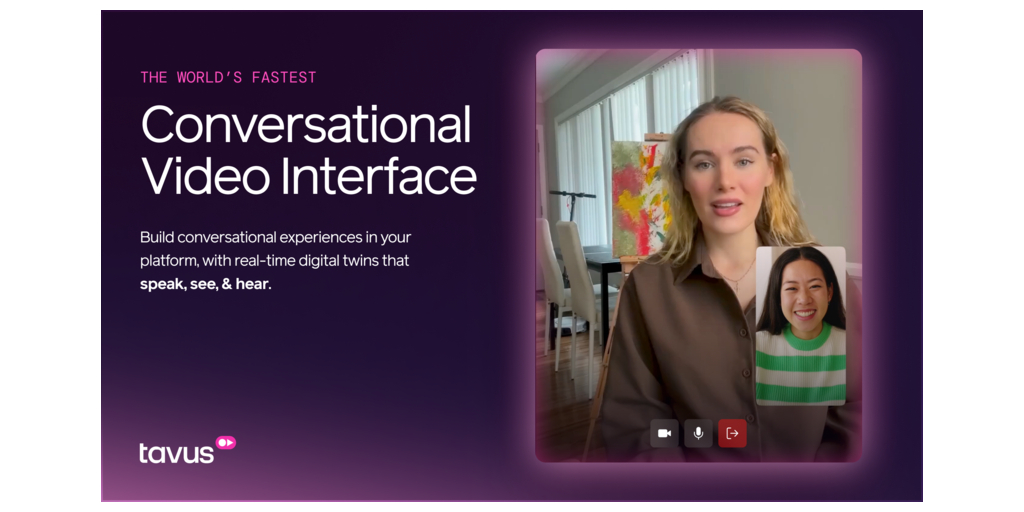 THE WORLD'S FASTEST
Conversational
Video Interface
Build conversational experiences in your
platform, with real-time digital twins that
speak, see, & hear.
tavus